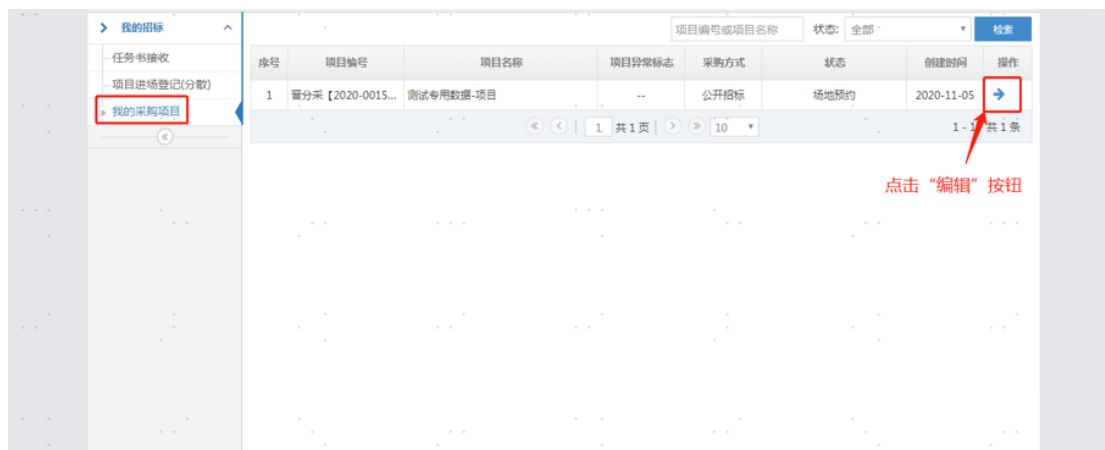 我的招标
项目编号或项目名称 状态: 全部 检索
任务书接收
项目进场登记(分散)
我的采购项目
序号 项目编号 项目名称 项目异常标志 采购方式 状态 创建时间 操作
1 晋分采【2020-0015... 测试专用数据-项目 -- 公开招标 场地预约 2020-11-05
1 共1页 10 1 - 1 共1条
点击“编辑”按钮